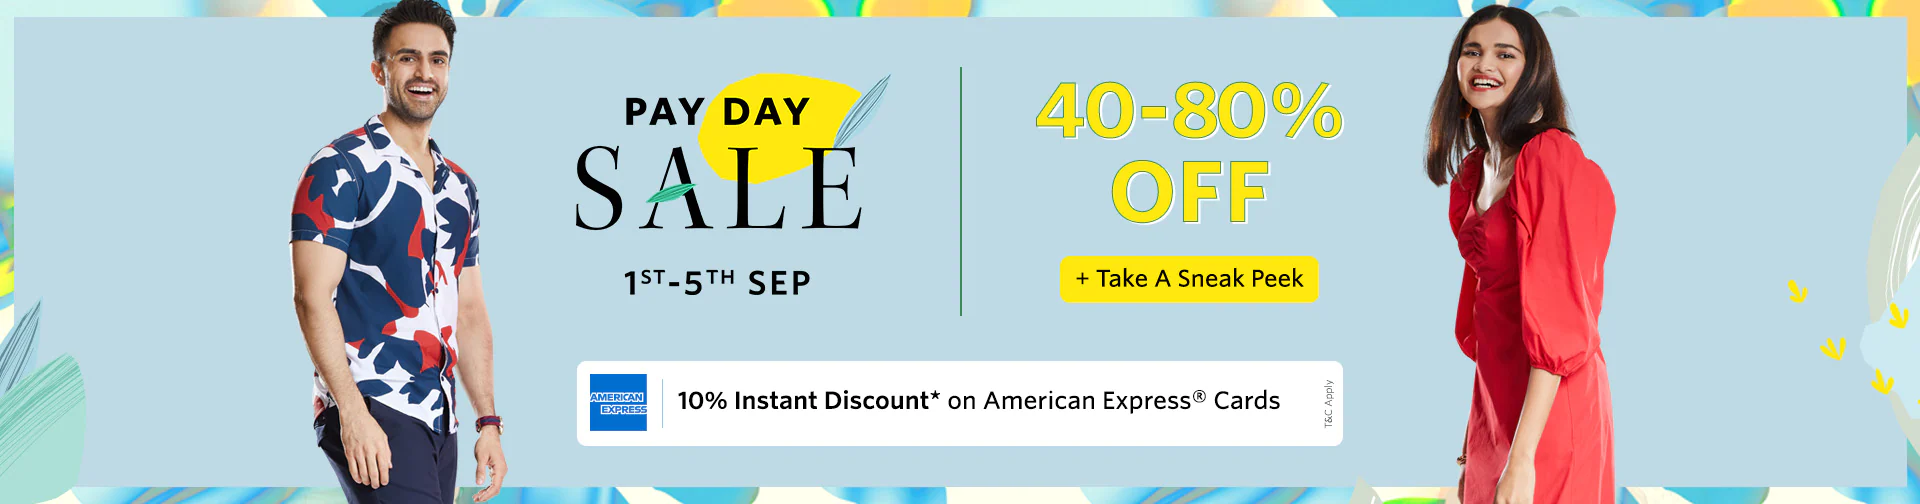 PAY DAY
SALE
1ST-5TH SEP
40-80%
OFF
+ Take A Sneak Peek
AMERICAN
EXPRESS
10% Instant Discount* on American Express® Cards
T&C Apply